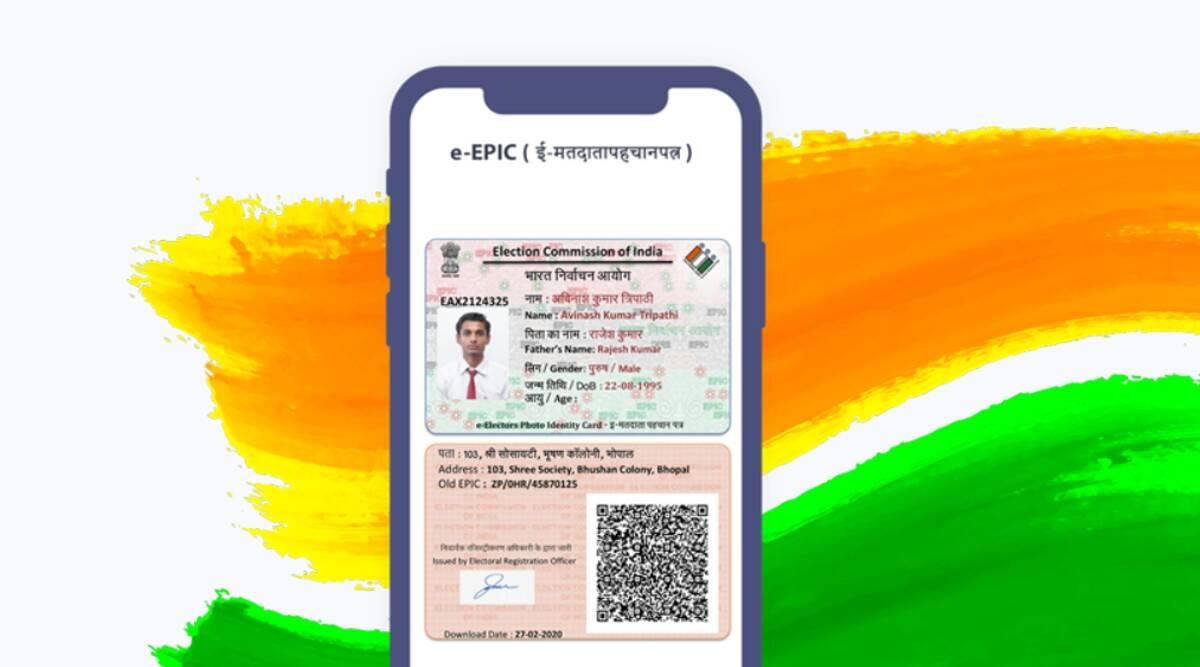 e-EPIC ( ई-मतदातापहचानपत्र )
Election Commission of India
भारत निर्वाचन आयोग
EAX2124325
नाम : अबिनाश कुमार त्रिपाठी
Name : Avinash Kumar Tripathi
पिता का नाम : राजेश कुमार
Father's Name: Rajesh Kumar
लिंग / Gender: पुरुष / Male
जन्म तिथि / DoB : 22-08-1995
आयु / Age :
e-Electors Photo Identity Card - इ-मतदाता पहचान पत्र
पता : 103, श्री सोसायटी, भूषण कॉलोनी, भोपाल
Address : 103, Shree Society, Bhushan Colony, Bhopal
Old EPIC : ZP/0HR/45870125
निर्वाचक रजिस्ट्रीकरण अधिकारी के द्वारा जारी
Issued by Electoral Registration Officer
Download Date : 27-02-2020